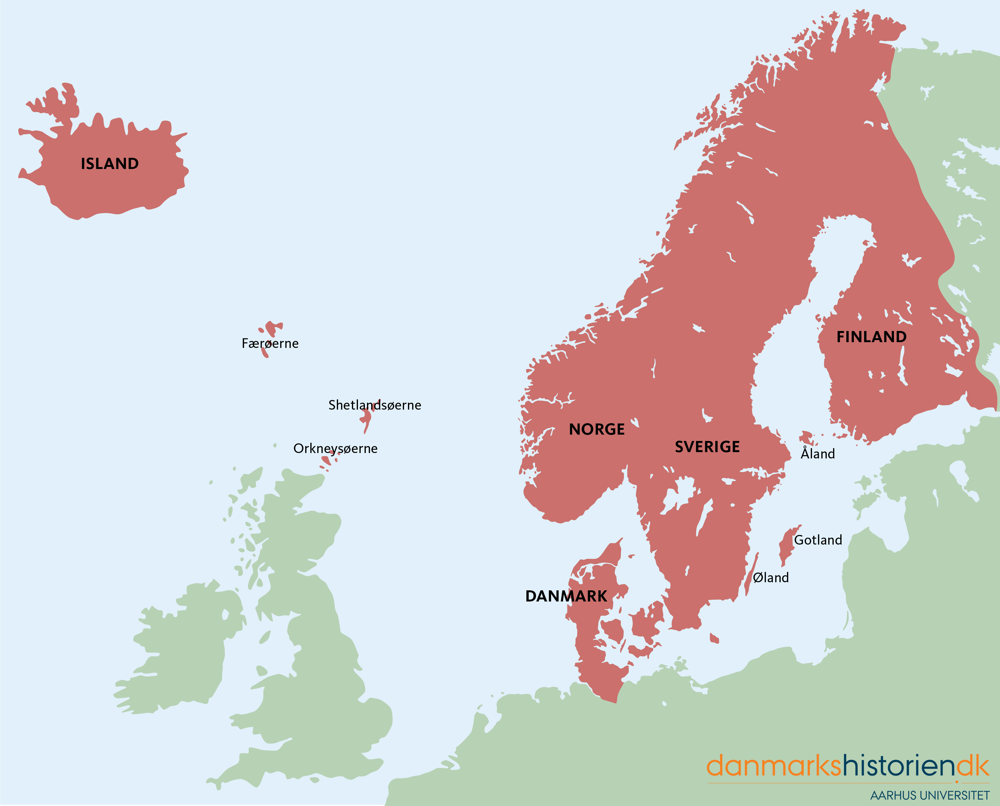 ISLAND
Færøerne
FINLAND
Shetlandsøerne
NORGE
Orkneysøerne
SVERIGE
Åland
Gotland
Øland
DANMARK
danmarkshistorien.dk
AARHUS UNIVERSITET